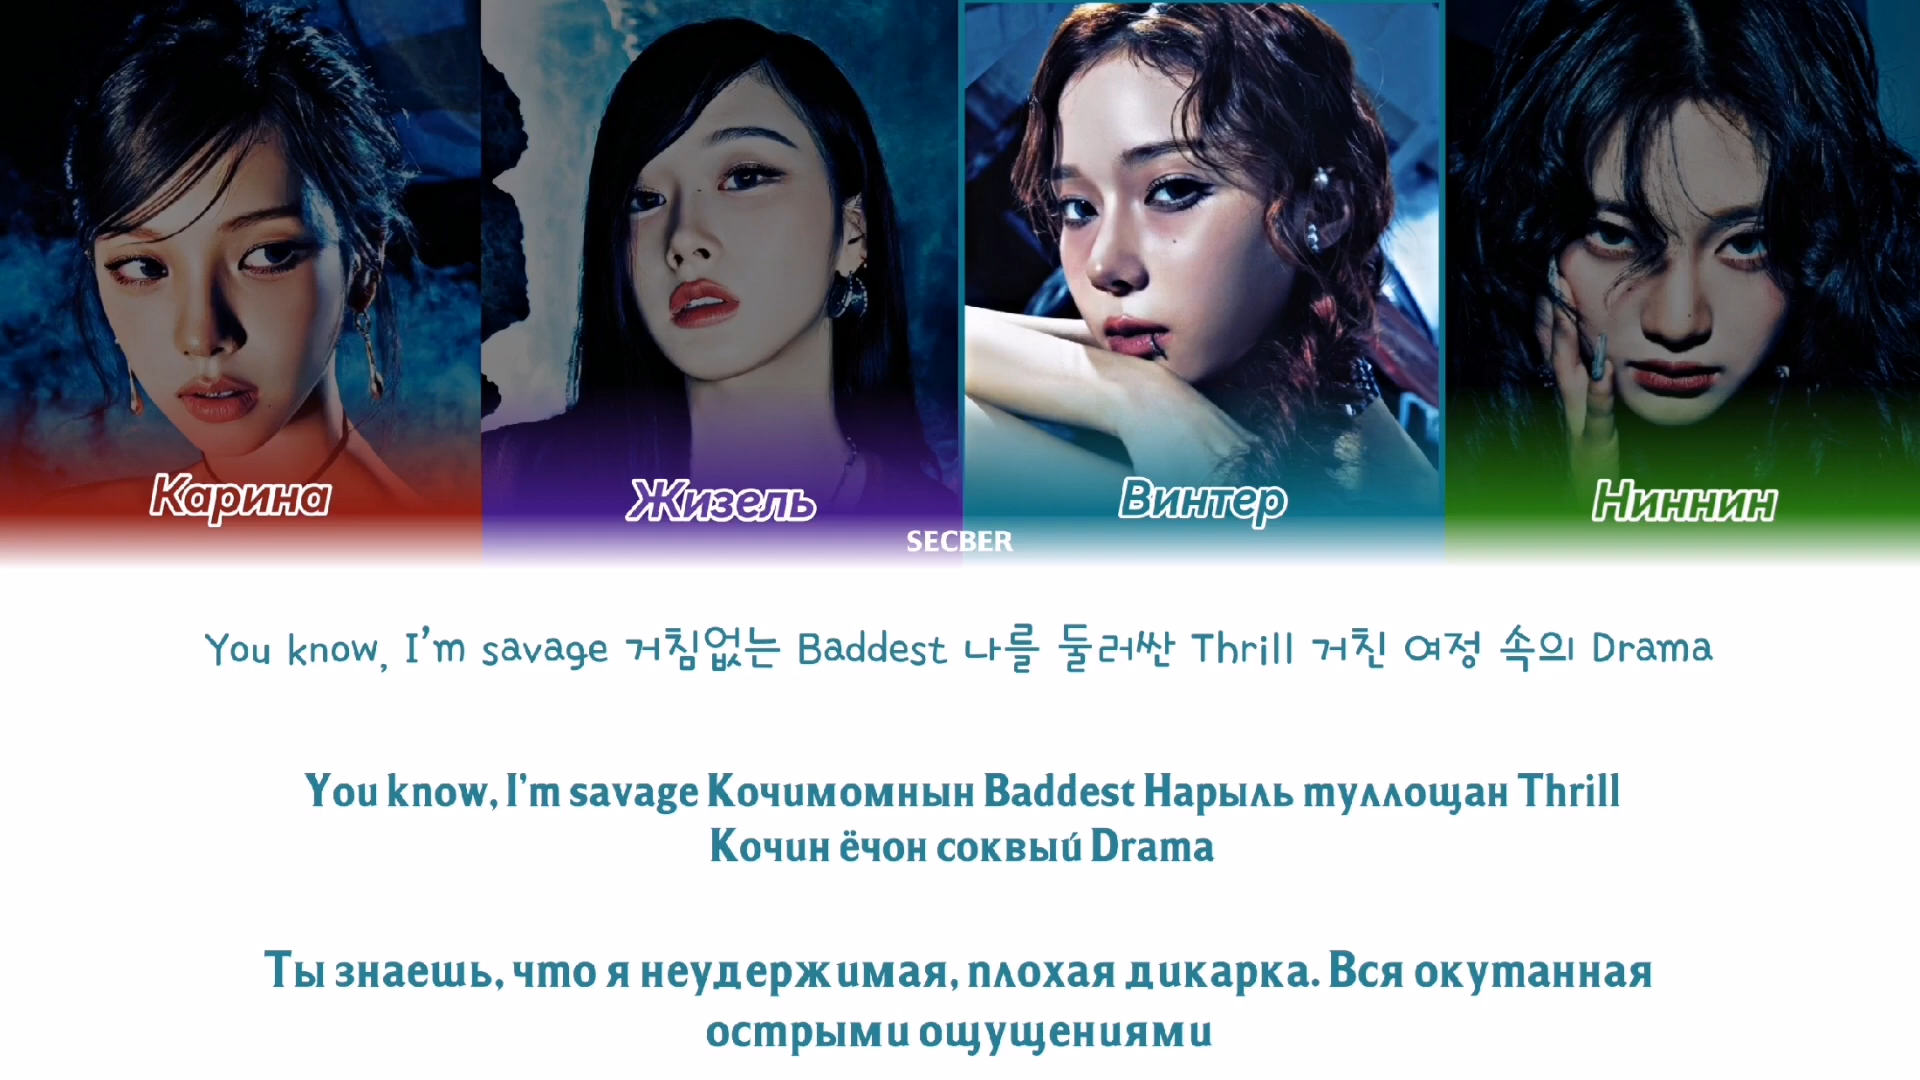 Карина
Жизель
Винтер
Ниннин
SECBER
You know, I'm savage 거침없는 Baddest 나를 둘러싼 Thrill 거친 여정 속의 Drama
You know, I'm savage Кочимомнын Baddest Нарыль туллощан Thrill
Кочин ёчон соквый Drama
Ты знаешь, что я неудержимая, плохая дикарка. Вся окутанная
острыми ощущениями